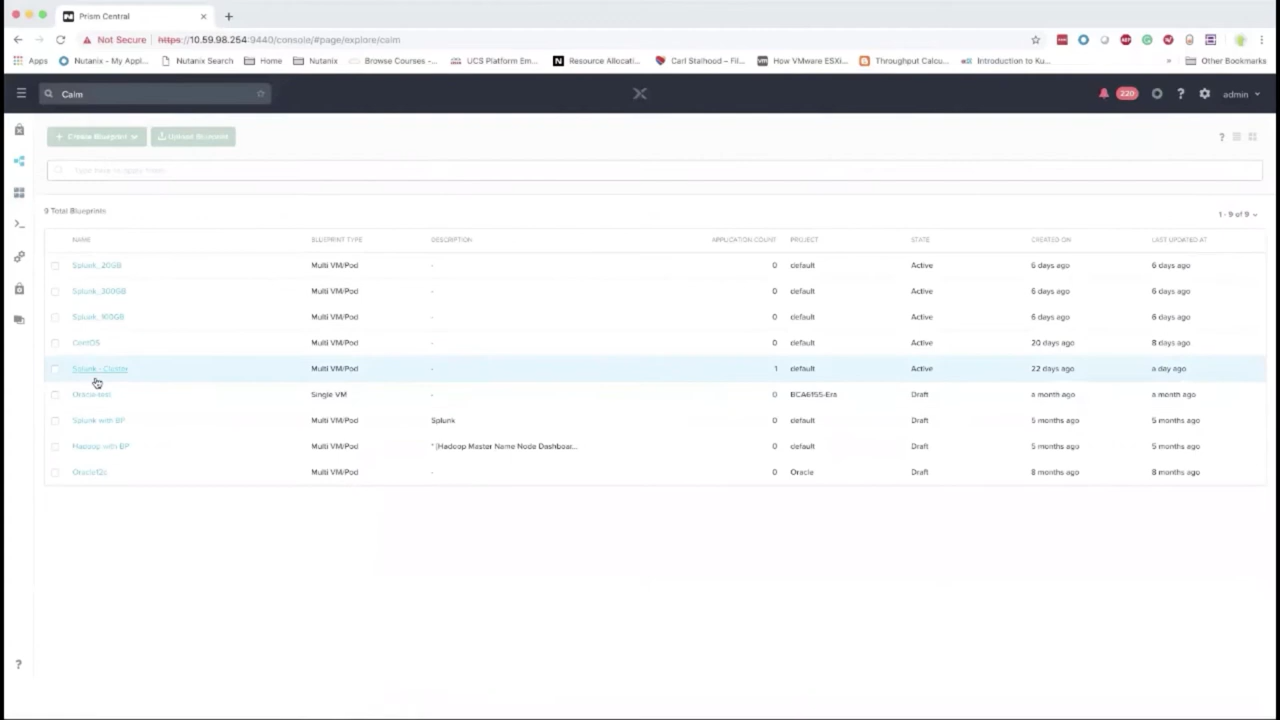 Prism Central
Not Secure https://10.59.98.254:9440/console/#page/explore/calm
Apps Nutanix - My Appl... Nutanix Search Home Nutanix Browse Courses -... UCS Platform Em... Resource Allocati... Carl Stalhood – Fil... How VMware ESXi... Throughput Calcu... Introduction to Ku... » Other Bookmarks
Calm 220 ? admin
+ Create Blueprint Upload Blueprint ?
Type here to apply filters
9 Total Blueprints 1 - 9 of 9
NAME BLUEPRINT TYPE DESCRIPTION APPLICATION COUNT PROJECT STATE CREATED ON LAST UPDATED AT
Splunk_20GB Multi VM/Pod - 0 default Active 6 days ago 6 days ago
Splunk_300GB Multi VM/Pod - 0 default Active 6 days ago 6 days ago
Multi VM/Pod - 0 default Active 6 days ago 6 days ago
CentOS Multi VM/Pod - 0 default Active 20 days ago 8 days ago
Splunk - Cluster Multi VM/Pod - 1 default Active 22 days ago a day ago
Oracle-test Single VM - 0 BCA6155-Era Draft a month ago a month ago
Splunk with BP Multi VM/Pod Splunk 0 default Draft 5 months ago 5 months ago
Hadoop with BP Multi VM/Pod * [Hadoop Master Name Node Dashboar... 0 default Draft 5 months ago 5 months ago
Oracle12c Multi VM/Pod - 0 Oracle Draft 8 months ago 8 months ago
?